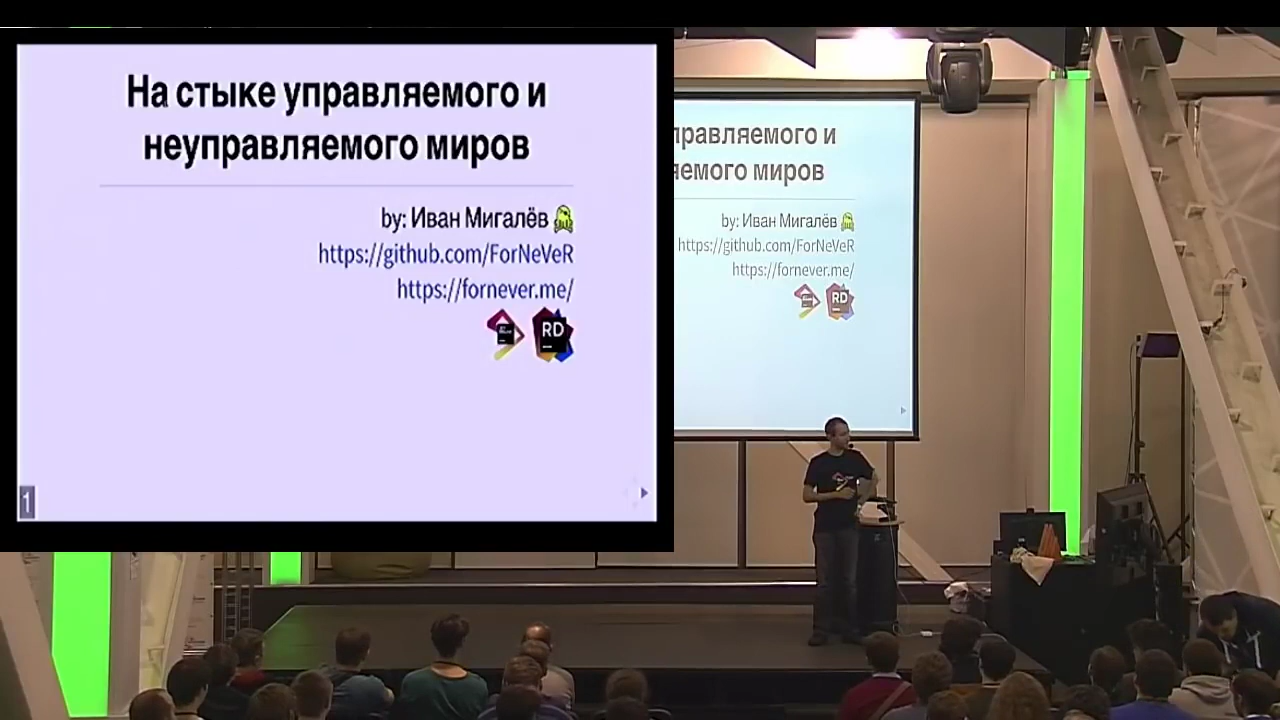 На стыке управляемого и
неуправляемого миров
by: Иван Мигалёв
https://github.com/ForNeVeR
https://fornever.me/
RD
1
правляемого и
яемого миров
by: Иван Мигалёв
https://github.com/ForNeVeR
https://fornever.me/
RD